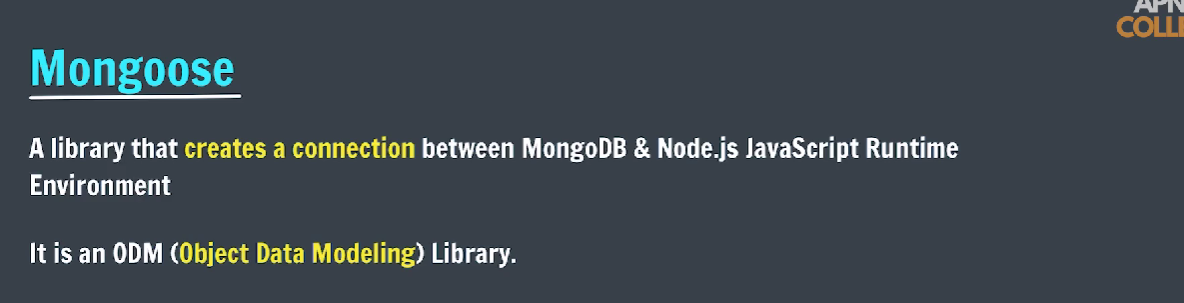 Mongoose
A library that creates a connection between MongoDB & Node.js JavaScript Runtime
Environment
It is an ODM (Object Data Modeling) Library.